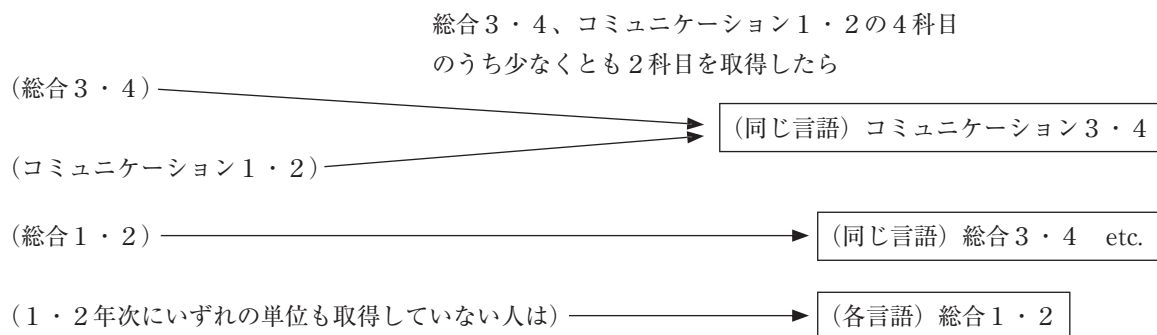 総合３・４、コミュニケーション１・２の４科目
のうち少なくとも２科目を取得したら
（総合３・４）
（同じ言語）コミュニケーション３・４
（コミュニケーション１・２）
（総合１・２）
（同じ言語）総合３・４　etc.
（１・２年次にいずれの単位も取得していない人は）
（各言語）総合１・２